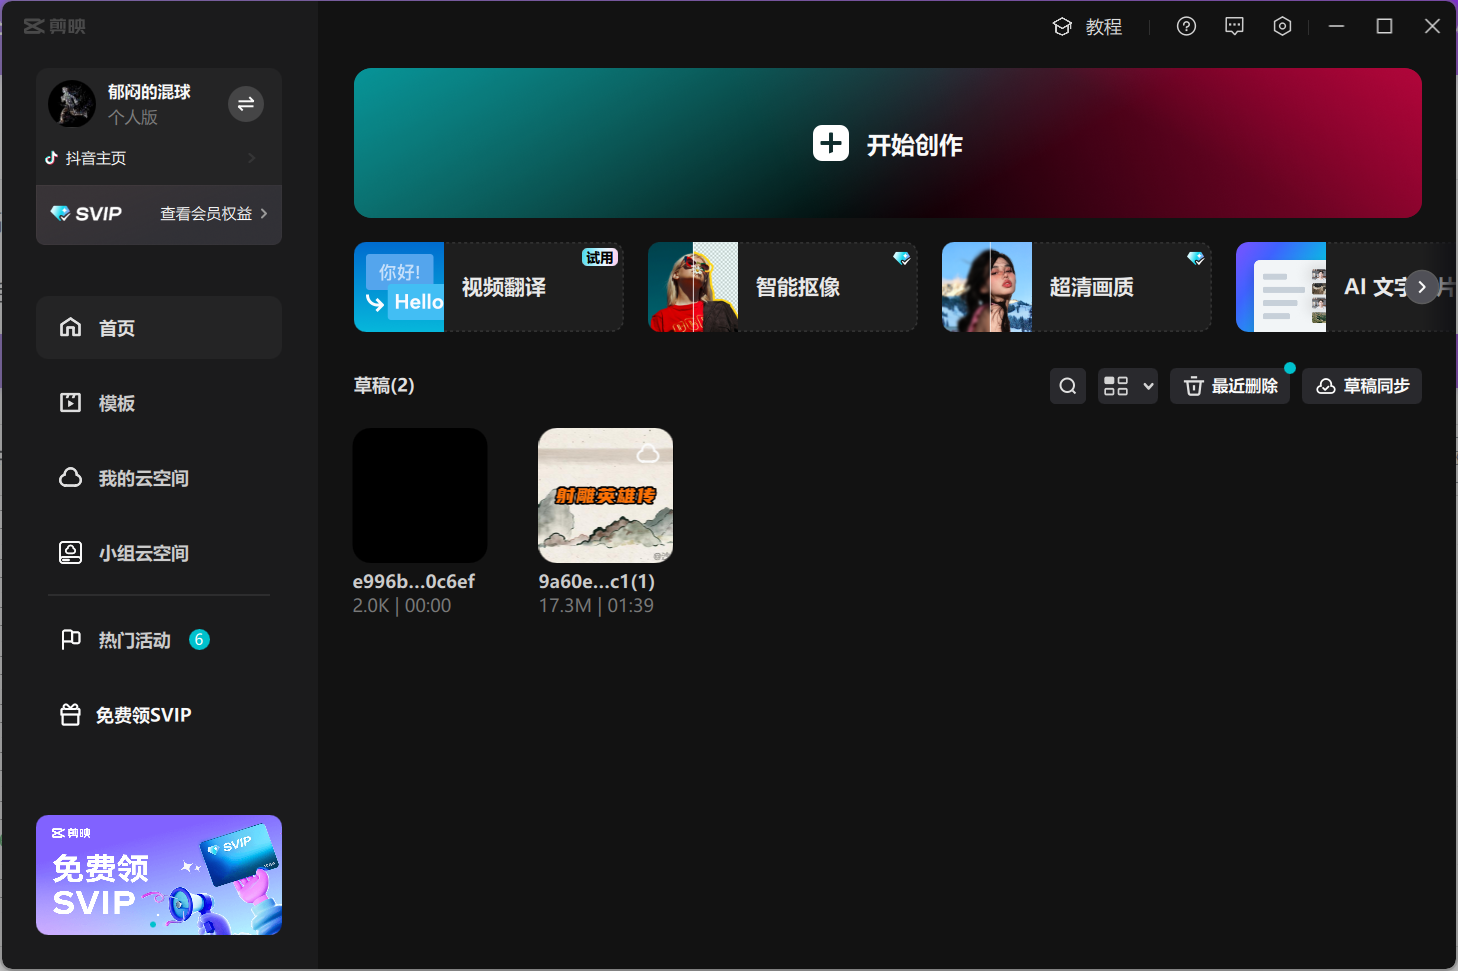 剪映
教程
郁闷的混球
个人版
抖音主页
SVIP
查看会员权益
首页
模板
我的云空间
小组云空间
热门活动 6
免费领SVIP
剪映
免费领
SVIP
SVIP
开始创作
你好!
Hello
视频翻译
试用
智能抠像
超清画质
AI 文字
片
草稿(2)
最近删除
草稿同步
射雕英雄传
e996b...0c6ef
2.0K | 00:00
9a60e...c1(1)
17.3M | 01:39